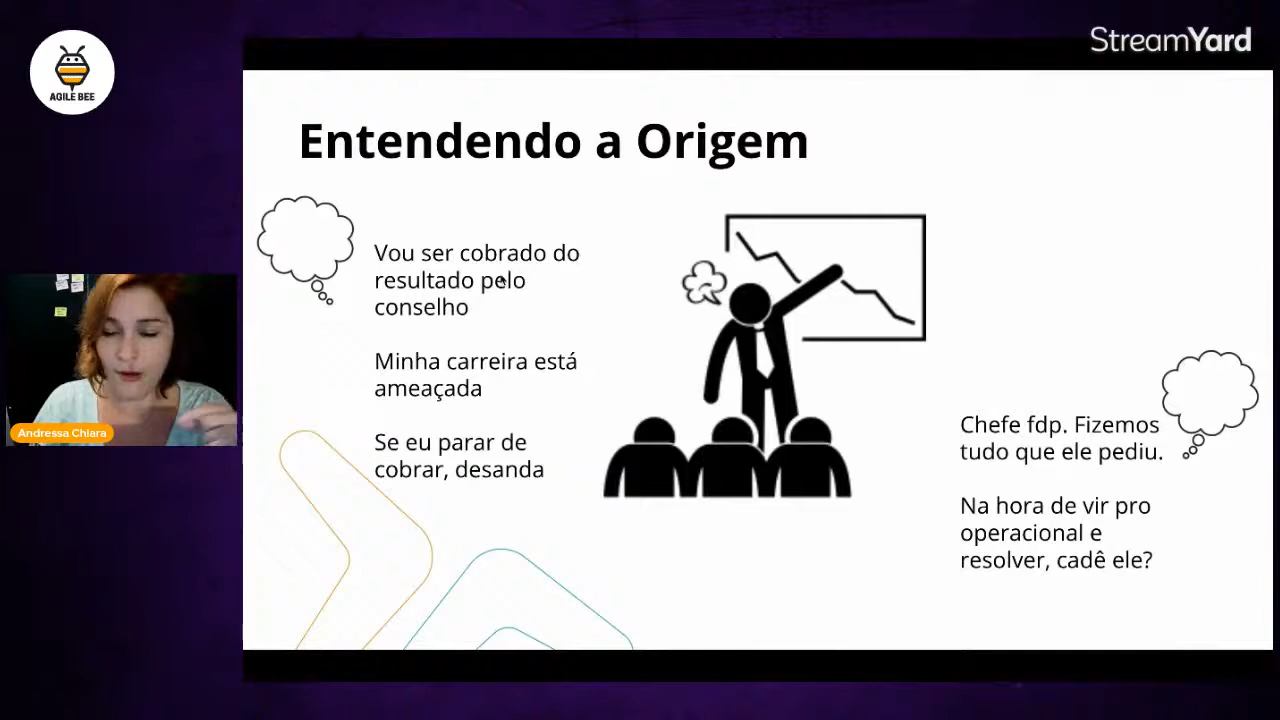 AGILE BEE
StreamYard
Entendendo a Origem
Vou ser cobrado do
resultado pelo
conselho
Minha carreira está
ameaçada
Se eu parar de
cobrar, desanda
Andressa Chiara
Chefe fdp. Fizemos
tudo que ele pediu.
Na hora de vir pro
operacional e
resolver, cadê ele?